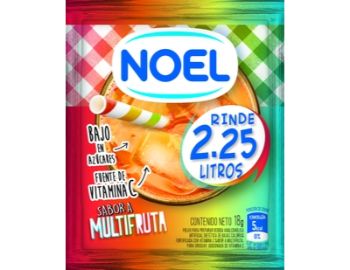 NOEL
RINDE
2.25
LITROS
BAJO
EN
AZÚCARES
FUENTE DE
VITAMINA C
SABOR A
MULTIFRUTA
CONTENIDO NETO 18g